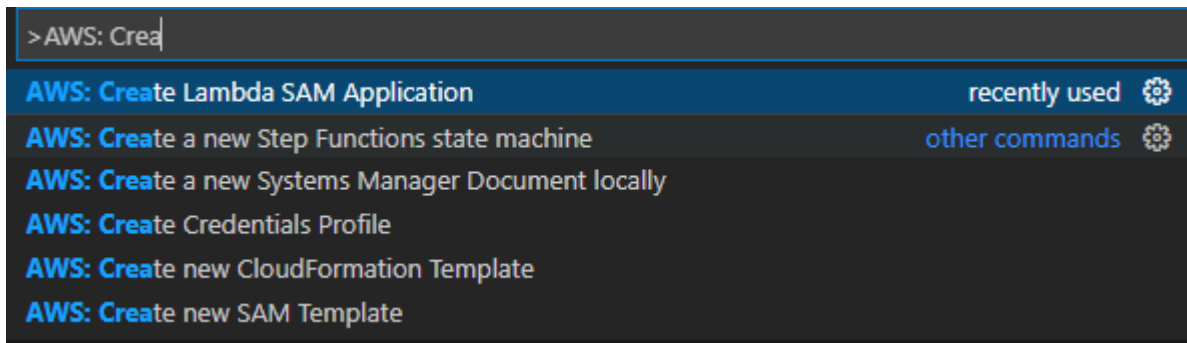 >AWS: Crea
AWS: Create Lambda SAM Application recently used
AWS: Create a new Step Functions state machine other commands
AWS: Create a new Systems Manager Document locally
AWS: Create Credentials Profile
AWS: Create new CloudFormation Template
AWS: Create new SAM Template